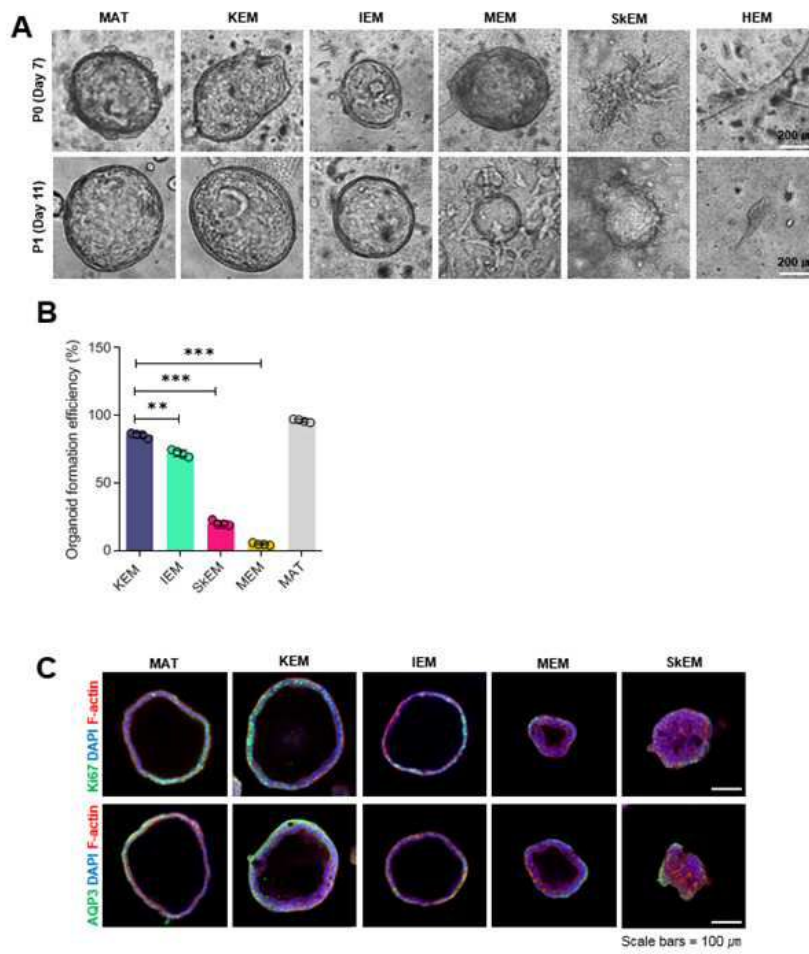 A
MAT KEM IEM MEM SkEM HEM
P0 (Day 7)
200 μ
P1 (Day 11)
200 μ
B
Organoid formation efficiency (%)
150
100
50
0
***
***
**
KEM IEM SkEM MEM MAT
C
MAT KEM IEM MEM SkEM
Ki67 DAPI F-actin
AQP3 DAPI F-actin
Scale bars = 100 ㎛